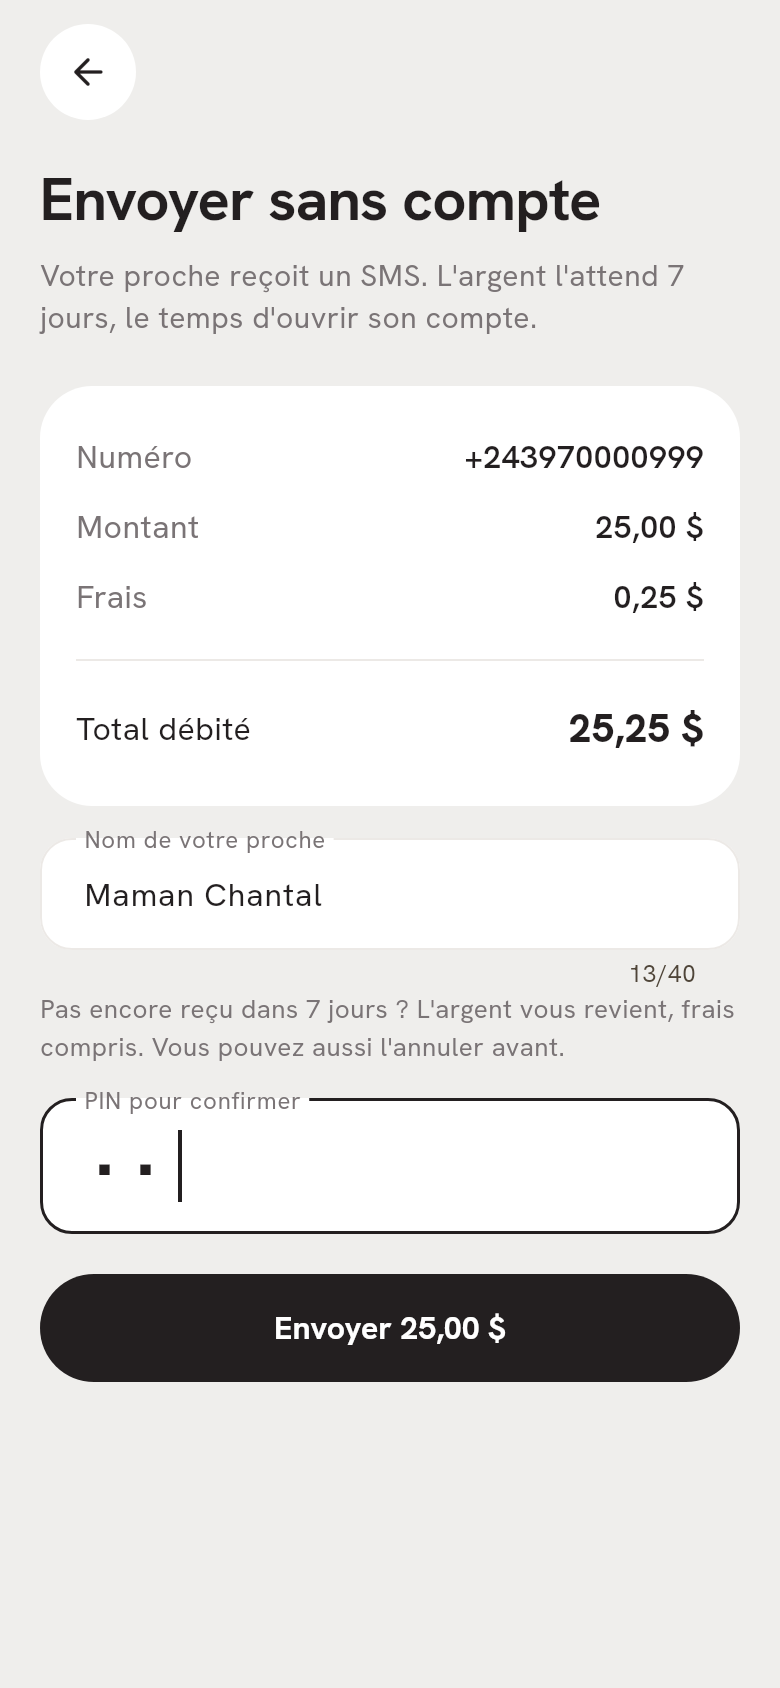 Envoyer sans compte
Votre proche reçoit un SMS. L'argent l'attend 7
jours, le temps d'ouvrir son compte.
Numéro +243970000999
Montant 25,00 $
Frais 0,25 $
Total débité 25,25 $
Nom de votre proche
Maman Chantal
13/40
Pas encore reçu dans 7 jours ? L'argent vous revient, frais
compris. Vous pouvez aussi l'annuler avant.
PIN pour confirmer
Envoyer 25,00 $